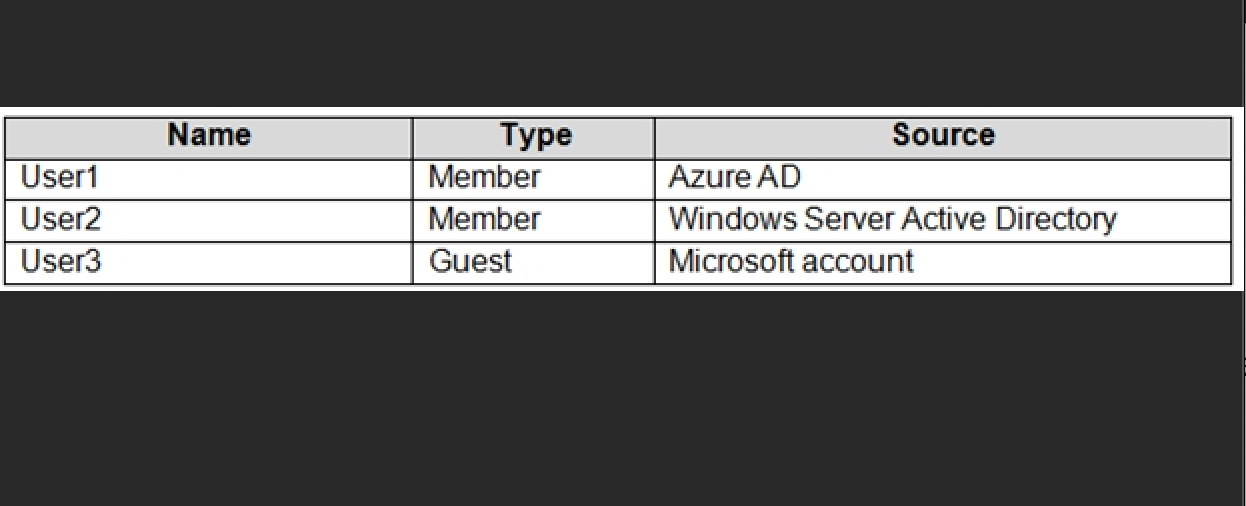 Name Type Source
User1 Member Azure AD
User2 Member Windows Server Active Directory
User3 Guest Microsoft account